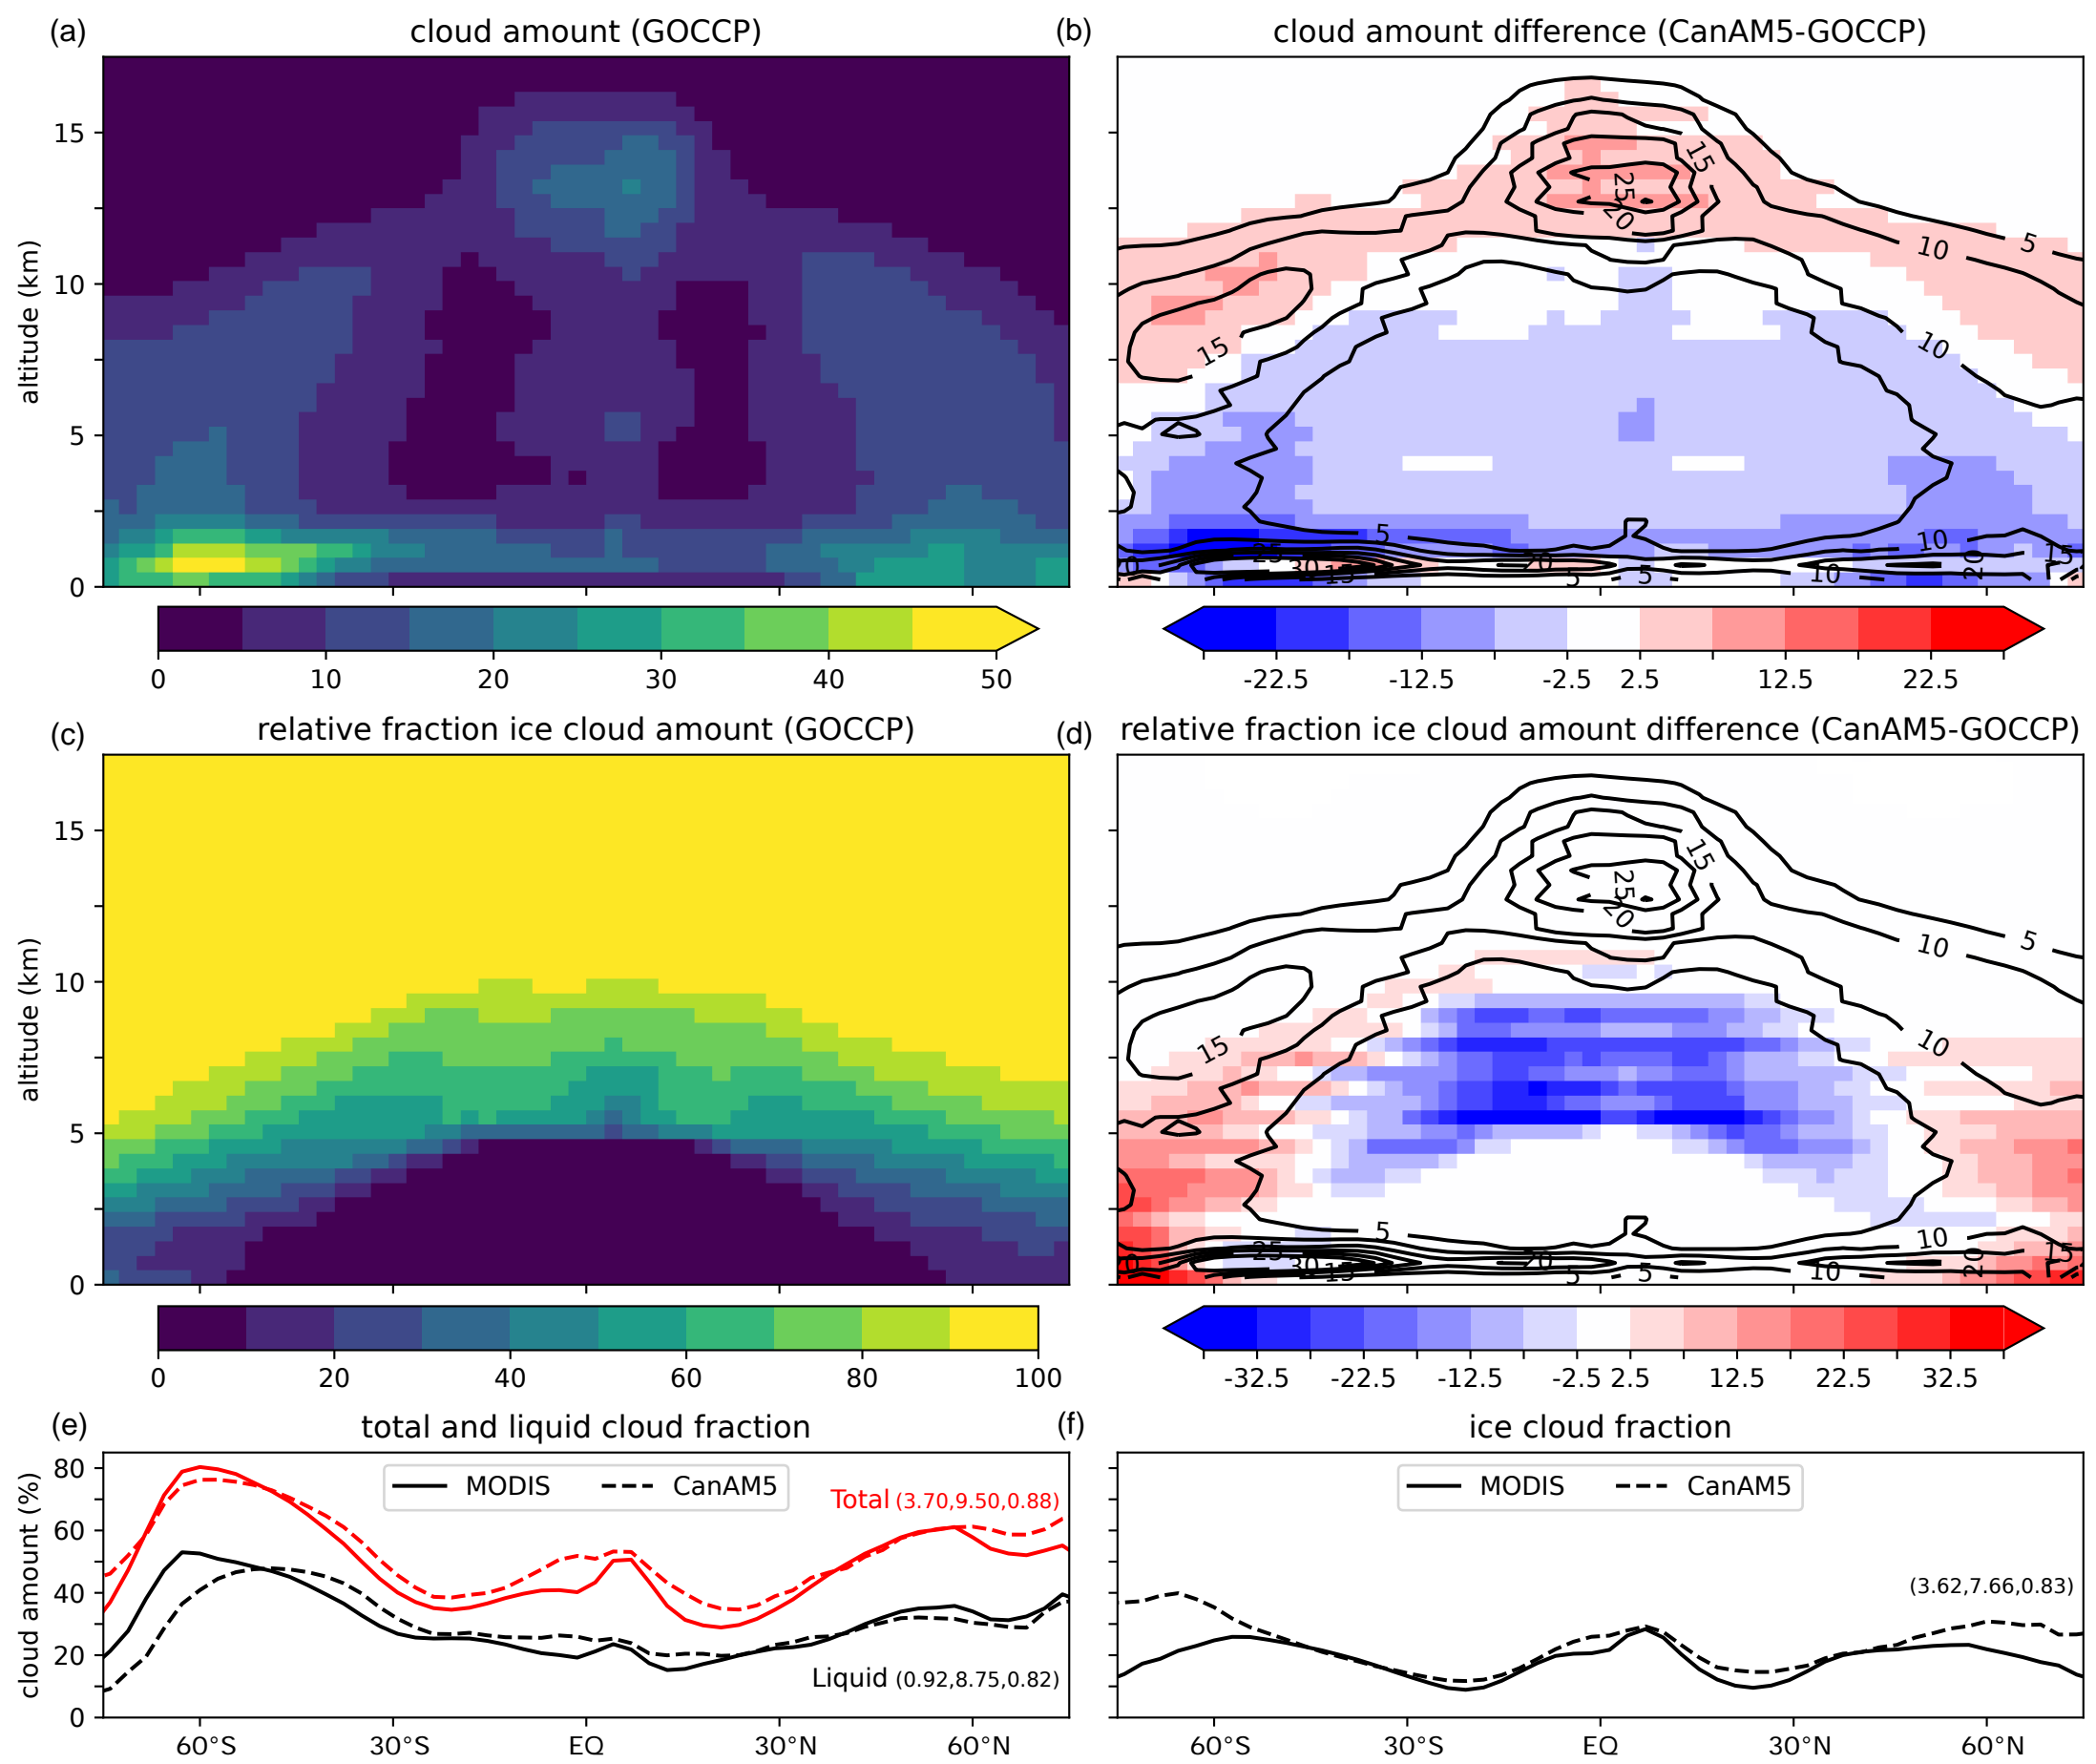 (a) cloud amount (GOCCP)
(b) cloud amount difference (CanAM5-GOCCP)
altitude (km)
15
10
5
0
15
25
20
5
10
15
10
5
10
25
20
20
15
30
15
5
5
10
0
0 10 20 30 40 50
-22.5 -12.5 -2.5 2.5 12.5 22.5
(c) relative fraction ice cloud amount (GOCCP)
(d) relative fraction ice cloud amount difference (CanAM5-GOCCP)
altitude (km)
15
10
5
0
15
25
20
5
10
15
10
5
10
25
20
20
15
30
15
5
5
10
0
0 20 40 60 80 100
-32.5 -22.5 -12.5 -2.5 2.5 12.5 22.5 32.5
(e) total and liquid cloud fraction
(f) ice cloud fraction
cloud amount (%)
80
60
40
20
0
MODIS CanAM5
Total (3.70,9.50,0.88)
Liquid (0.92,8.75,0.82)
MODIS CanAM5
(3.62,7.66,0.83)
60°S 30°S EQ 30°N 60°N
60°S 30°S EQ 30°N 60°N